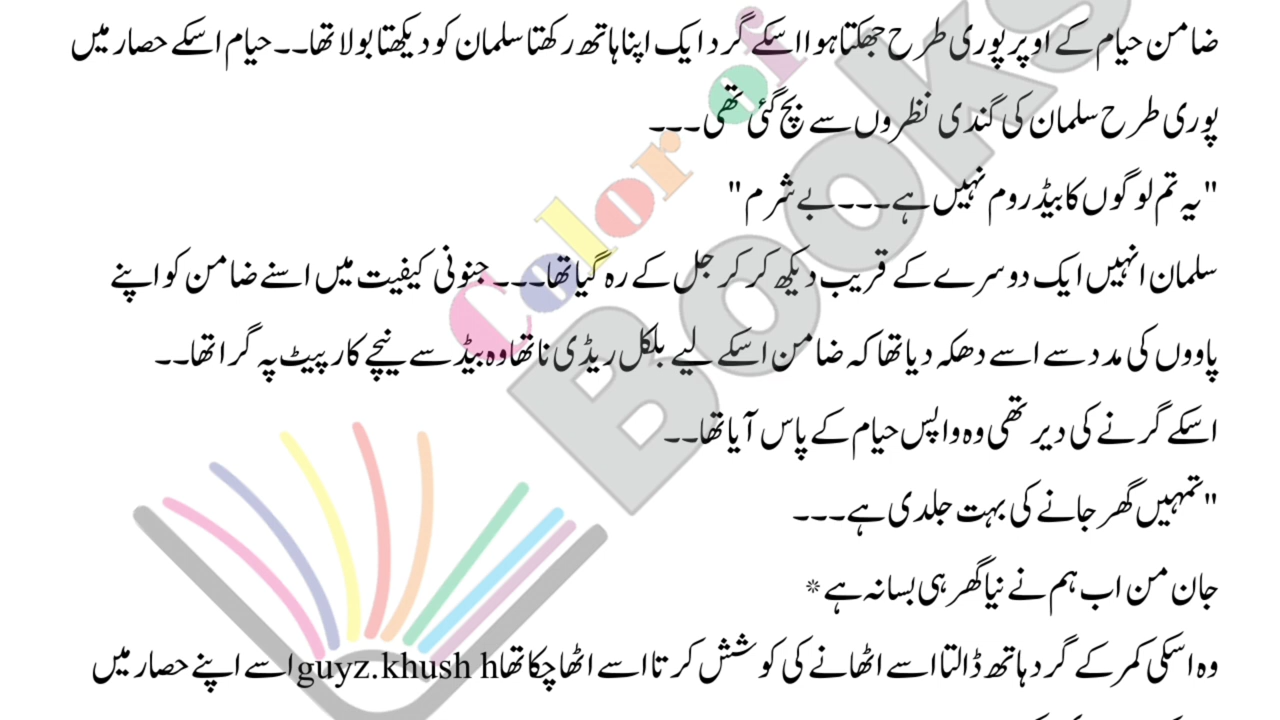 ضامن حیام کے اوپر پوری طرح جھکتا ہوا اسکے گرد ایک اپنا ہاتھ رکھتا سلمان کو دیکھتا بولا تھا۔۔ حیام اسکے حصار میں
پوری طرح سلمان کی گندی نظروں سے بچ گئی تھی۔۔۔
"یہ تم لوگوں کا بیڈ روم نہیں ہے۔۔۔ بے شرم"
سلمان انہیں ایک دوسرے کے قریب دیکھ کر کر جل کے رہ گیا تھا۔۔۔ جنونی کیفیت میں اسنے ضامن کو اپنے
پاووں کی مدد سے اسے دھکہ دیا تھا کہ ضامن اسکے لیے بلکل ریڈی نا تھا وہ بیڈ سے نیچے کارپیٹ پہ گرا تھا۔۔
اسکے گرنے کی دیر تھی وہ واپس حیام کے پاس آیا تھا۔۔
"تمہیں گھر جانے کی بہت جلدی ہے۔۔۔
جان من اب ہم نے نیا گھر ہی بسانہ ہے *
وہ اسکی کمر کے گرد ہاتھ ڈالتا اسے اٹھانے کی کوشش کرتا اسے اٹھا چکا تھا guyz.khush h اسے اپنے حصار میں
Color of
Books